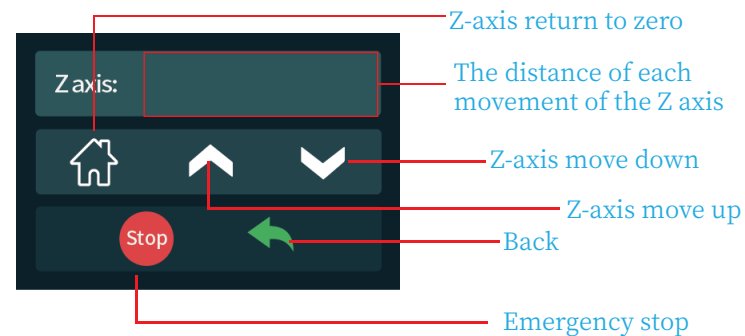 Z-axis return to zero
Z axis:
The distance of each
movement of the Z axis
Z-axis move down
Z-axis move up
Stop
Back
Emergency stop